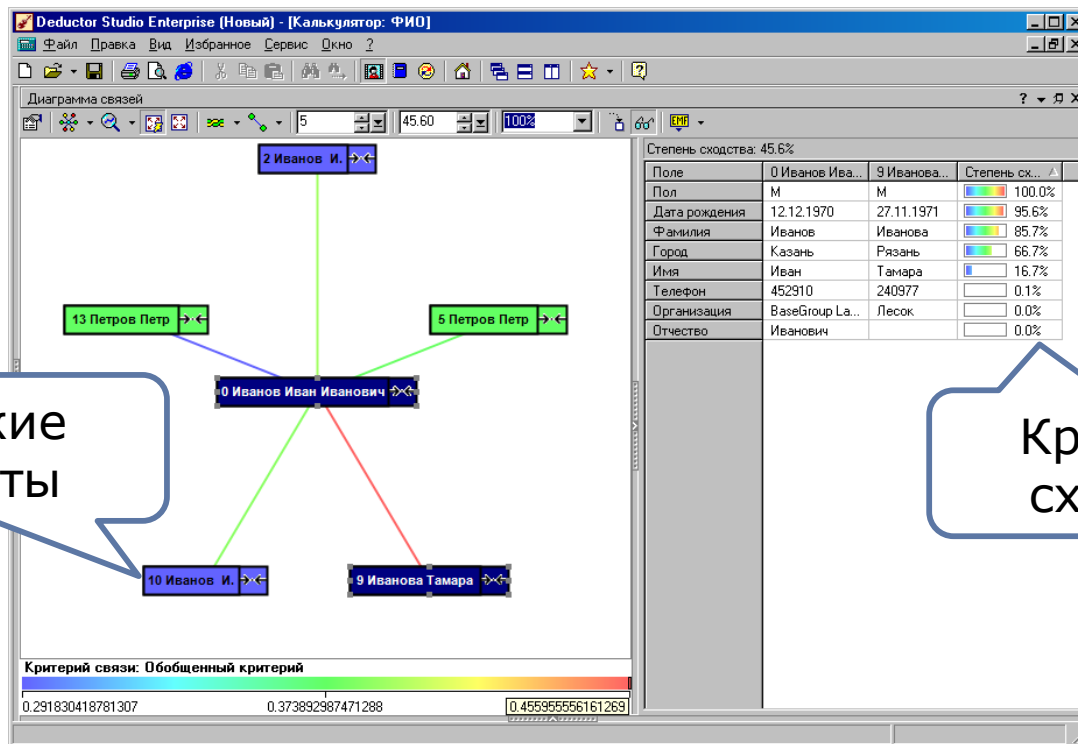 Deductor Studio Enterprise (Новый) - [Калькулятор: ФИО]
Файл Правка Вид Избранное Сервис Окно ?
Диаграмма связей
5 45.60 100% EMF
Степень сходства: 45.6%
Поле 0 Иванов Ива... 9 Иванова... Степень сх...
Пол М М 100.0%
Дата рождения 12.12.1970 27.11.1971 95.6%
Фамилия Иванов Иванова 85.7%
Город Казань Рязань 66.7%
Имя Иван Тамара 16.7%
Телефон 452910 240977 0.1%
Организация BaseGroup La... Лесок 0.0%
Отчество Иванович 0.0%
2 Иванов И.
13 Петров Петр
5 Петров Петр
0 Иванов Иван Иванович
10 Иванов И.
9 Иванова Тамара
кие
ты
Кр
сх
Критерий связи: Обобщенный критерий
0.291830418781307 0.373892987471288 0.455955556161269